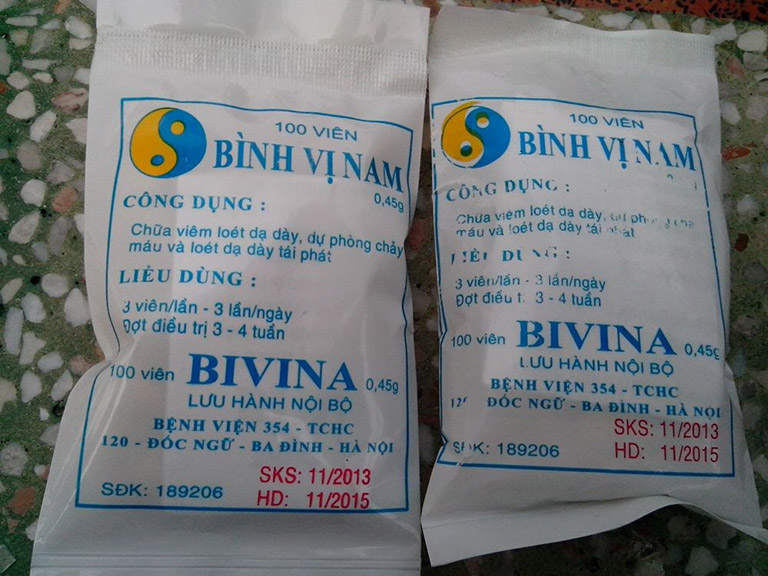 100 VIÊN
BÌNH VỊ NAM
0,45g
CÔNG DỤNG :
Chữa viêm loét dạ dày, dự phòng chảy
máu và loét dạ dày tái phát
LIỀU DÙNG :
3 viên/lần - 3 lần/ngày
Đợt điều trị 3 - 4 tuần
100 viên BIVINA 0,45g
LƯU HÀNH NỘI BỘ
BỆNH VIỆN 354 - TCHC
120 - ĐỐC NGỮ - BA ĐÌNH - HÀ NỘI
SKS: 11/2013
SĐK: 189206 HD: 11/2015
100 VIÊN
BÌNH VỊ NAM
CÔNG DỤNG :
Chữa viêm loét dạ dày, dự
máu và loét dạ dày tái phát
DÙNG :
3 viên/lần - 3 lần/ngày
Đợt điều 3 - 4 tuần
100 viên BIVINA 0,45g
LƯU HÀNH NỘI BỘ
BỆNH VIỆN 354 - TCHC
ĐỐC NGỮ - BA ĐÌNH - HÀ NỘI
SKS: 11/2013
SĐK: 189206 HD: 11/2015